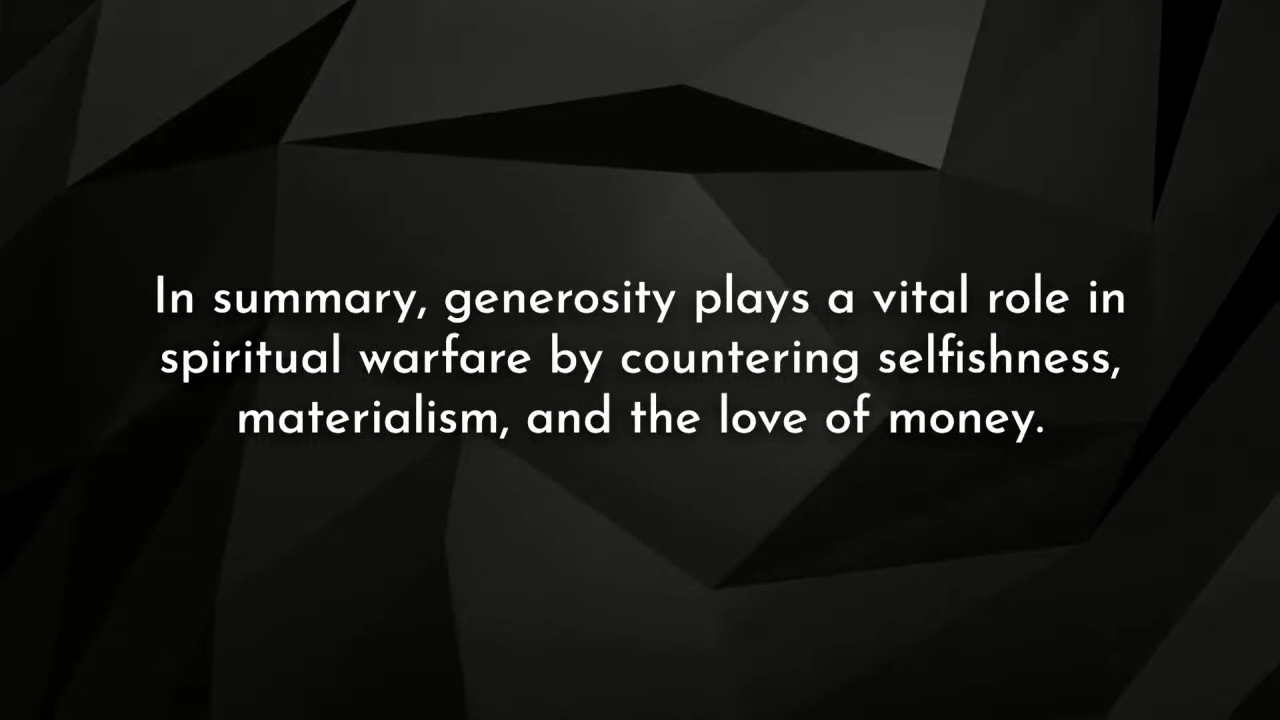 In summary, generosity plays a vital role in
spiritual warfare by countering selfishness,
materialism, and the love of money.